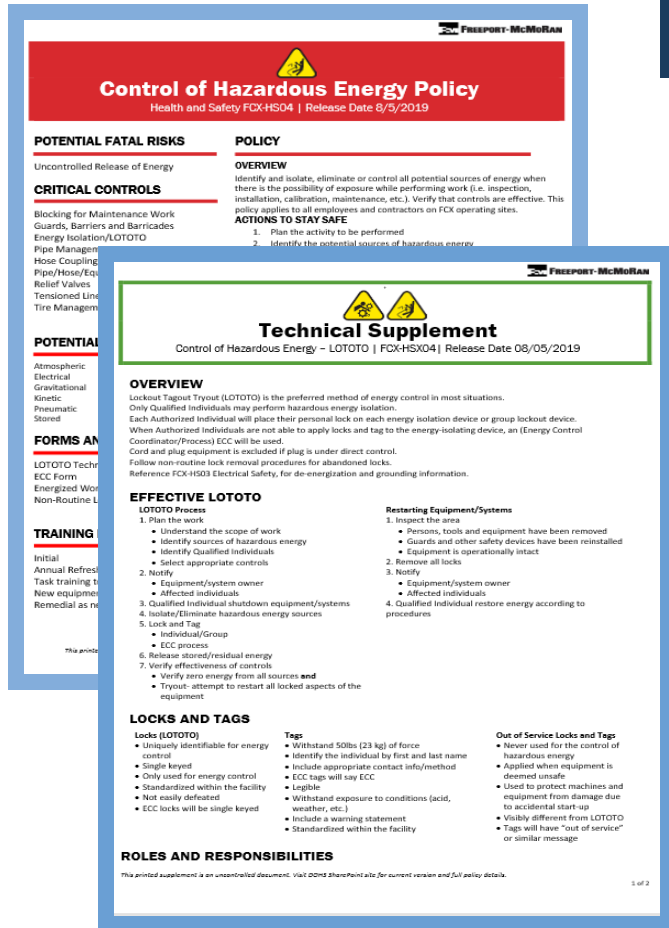 FREEPORT-MCMORAN
Control of Hazardous Energy Policy
Health and Safety FCX-HS04 | Release Date 8/5/2019
POTENTIAL FATAL RISKS
Uncontrolled Release of Energy
CRITICAL CONTROLS
Blocking for Maintenance Work
Guards, Barriers and Barricades
Energy Isolation/LOTOTO
Pipe Managem
Hose Coupling
Pipe/Hose/Equ
Relief Valves
Tensioned Line
Tire Managem
POTENTIAL
Atmospheric
Electrical
Gravitational
Kinetic
Pneumatic
Stored
FORMS AN
LOTOTO Techn
ECC Form
Energized Wor
Non-Routine L
TRAINING
Initial
Annual Refres
Task training t
New equipme
Remedial as ne
This printe
POLICY
OVERVIEW
Identify and isolate, eliminate or control all potential sources of energy when
there is the possibility of exposure while performing work (i.e. inspection,
installation, calibration, maintenance, etc.). Verify that controls are effective. This
policy applies to all employees and contractors on FCX operating sites.
ACTIONS TO STAY SAFE
1. Plan the activity to be performed
2. Identify the potential sources of hazardous energy
FREEPORT-MCMORAN
Technical Supplement
Control of Hazardous Energy – LOTOTO | FCX-HSX04| Release Date 08/05/2019
OVERVIEW
Lockout Tagout Tryout (LOTOTO) is the preferred method of energy control in most situations.
Only Qualified Individuals may perform hazardous energy isolation.
Each Authorized Individual will place their personal lock on each energy isolation device or group lockout device.
When Authorized Individuals are not able to apply locks and tag to the energy-isolating device, an (Energy Control
Coordinator/Process) ECC will be used.
Cord and plug equipment is excluded if plug is under direct control.
Follow non-routine lock removal procedures for abandoned locks.
Reference FCX-HS03 Electrical Safety, for de-energization and grounding information.
EFFECTIVE LOTOTO
LOTOTO Process
1. Plan the work
• Understand the scope of work
• Identify sources of hazardous energy
• Identify Qualified Individuals
• Select appropriate controls
2. Notify
• Equipment/system owner
• Affected individuals
3. Qualified Individual shutdown equipment/systems
4. Isolate/Eliminate hazardous energy sources
5. Lock and Tag
• Individual/Group
• ECC process
6. Release stored/residual energy
7. Verify effectiveness of controls
• Verify zero energy from all sources and
• Tryout- attempt to restart all locked aspects of the
equipment
Restarting Equipment/Systems
1. Inspect the area
• Persons, tools and equipment have been removed
• Guards and other safety devices have been reinstalled
• Equipment is operationally intact
2. Remove all locks
3. Notify
• Equipment/system owner
• Affected individuals
4. Qualified Individual restore energy according to
procedures
LOCKS AND TAGS
Locks (LOTOTO)
• Uniquely identifiable for energy
control
• Single keyed
• Only used for energy control
• Standardized within the facility
• Not easily defeated
• ECC locks will be single keyed
Tags
• Withstand 50lbs (23 kg) of force
• Identify the individual by first and last name
• Include appropriate contact info/method
• ECC tags will say ECC
• Legible
• Withstand exposure to conditions (acid,
weather, etc.)
• Include a warning statement
• Standardized within the facility
Out of Service Locks and Tags
• Never used for the control of
hazardous energy
• Applied when equipment is
deemed unsafe
• Used to protect machines and
equipment from damage due
to accidental start-up
• Visibly different from LOTOTO
• Tags will have “out of service”
or similar message
ROLES AND RESPONSIBILITIES
This printed supplement is an uncontrolled document. Visit DOHS SharePoint site for current version and full policy details.
1 of 2